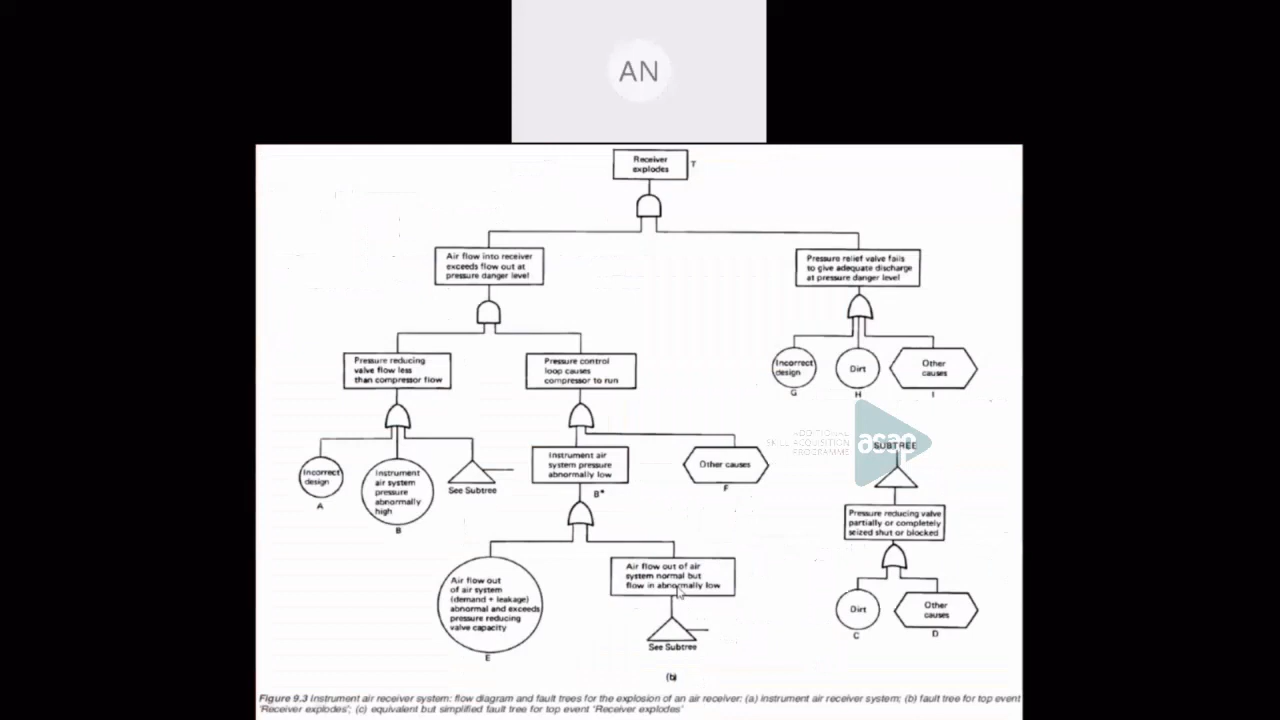 AN
Receiver
explodes
T
Air flow into receiver
exceeds flow out at
pressure danger level
Pressure relief valve fails
to give adequate discharge
at pressure danger level
Pressure reducing
valve flow less
than compressor flow
Pressure control
loop causes
compressor to run
Incorrect
design
G
Dirt
H
Other
causes
I
Incorrect
design
A
Instrument
air system
pressure
abnormally
high
B
See Subtree
Instrument air
system pressure
abnormally low
B*
Other causes
F
ADDITIONAL
SKILL ACQUISITION
PROGRAMME
asap
SUBTREE
Pressure reducing valve
partially or completely
seized shut or blocked
Air flow out
of air system
(demand + leakage)
abnormal and exceeds
pressure reducing
valve capacity
E
Air flow out of air
system normal but
flow in abnormally low
See Subtree
Dirt
C
Other
causes
D
(b)
Figure 9.3 Instrument air receiver system: flow diagram and fault trees for the explosion of an air receiver: (a) instrument air receiver system; (b) fault tree for top event
'Receiver explodes'; (c) equivalent but simplified fault tree for top event 'Receiver explodes'